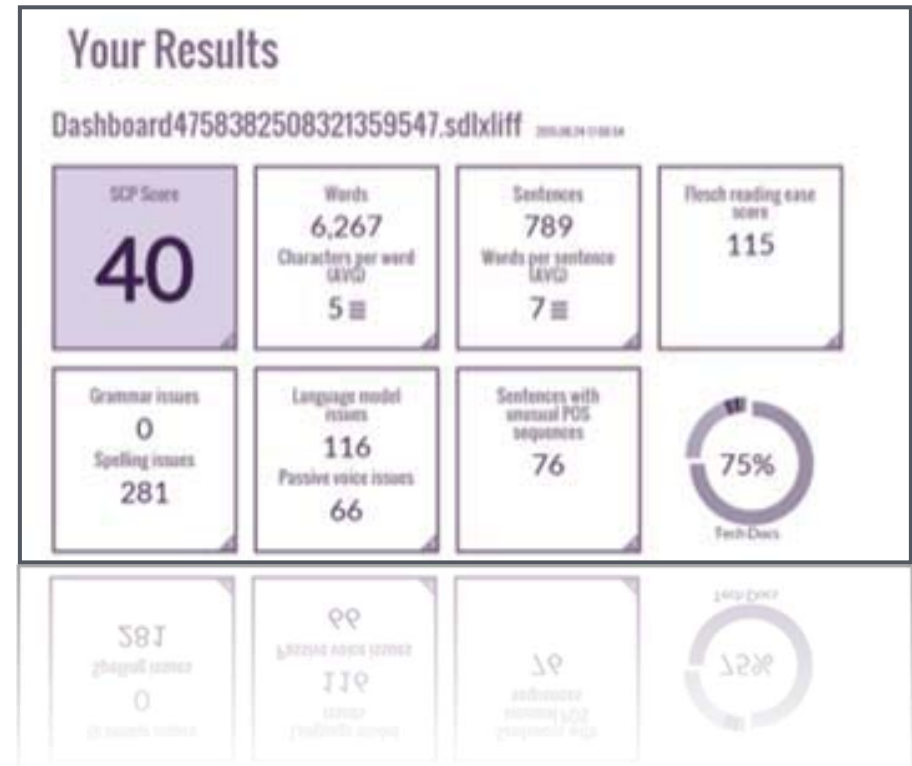 Your Results
Dashboard4758382508321359547.sdlxliff
SCP Score
40
Words
6,267
Characters per word
(AVG)
5
Sentences
789
Words per sentence
(AVG)
7
Flesch reading ease
score
115
Grammar issues
0
Spelling issues
281
Language model
issues
116
Passive voice issues
66
Sentences with
unusual POS
sequences
76
75%
Tech Docs